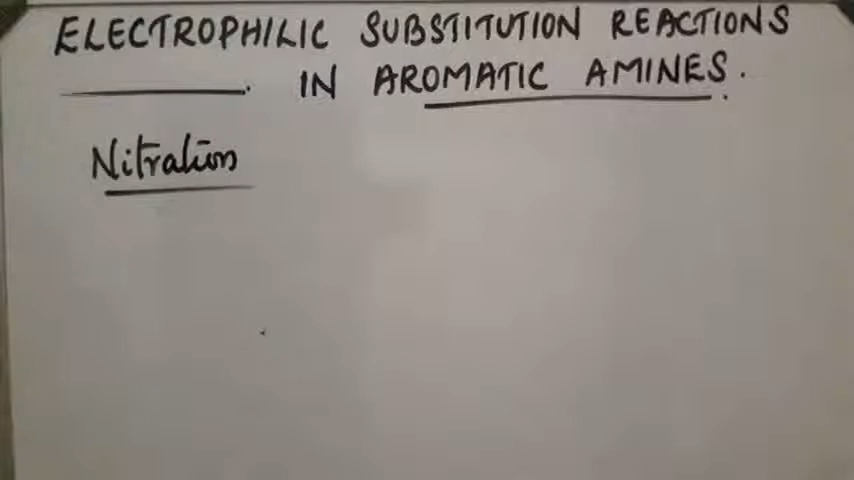 ELECTROPHILIC SUBSTITUTION REACTIONS
IN AROMATIC AMINES.
Nitration